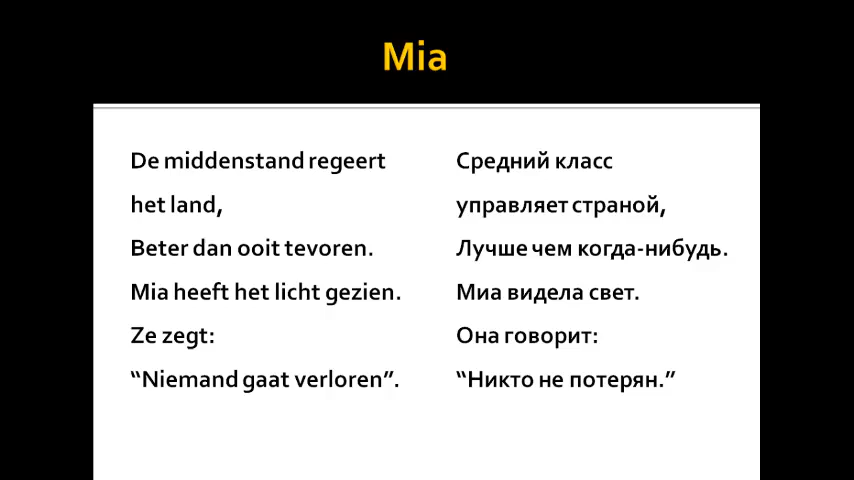 Mia
De middenstand regeert
het land,
Beter dan ooit tevoren.
Mia heeft het licht gezien.
Ze zegt:
“Niemand gaat verloren”.
Средний класс
управляет страной,
Лучше чем когда-нибудь.
Миа видела свет.
Она говорит:
“Никто не потерян.”